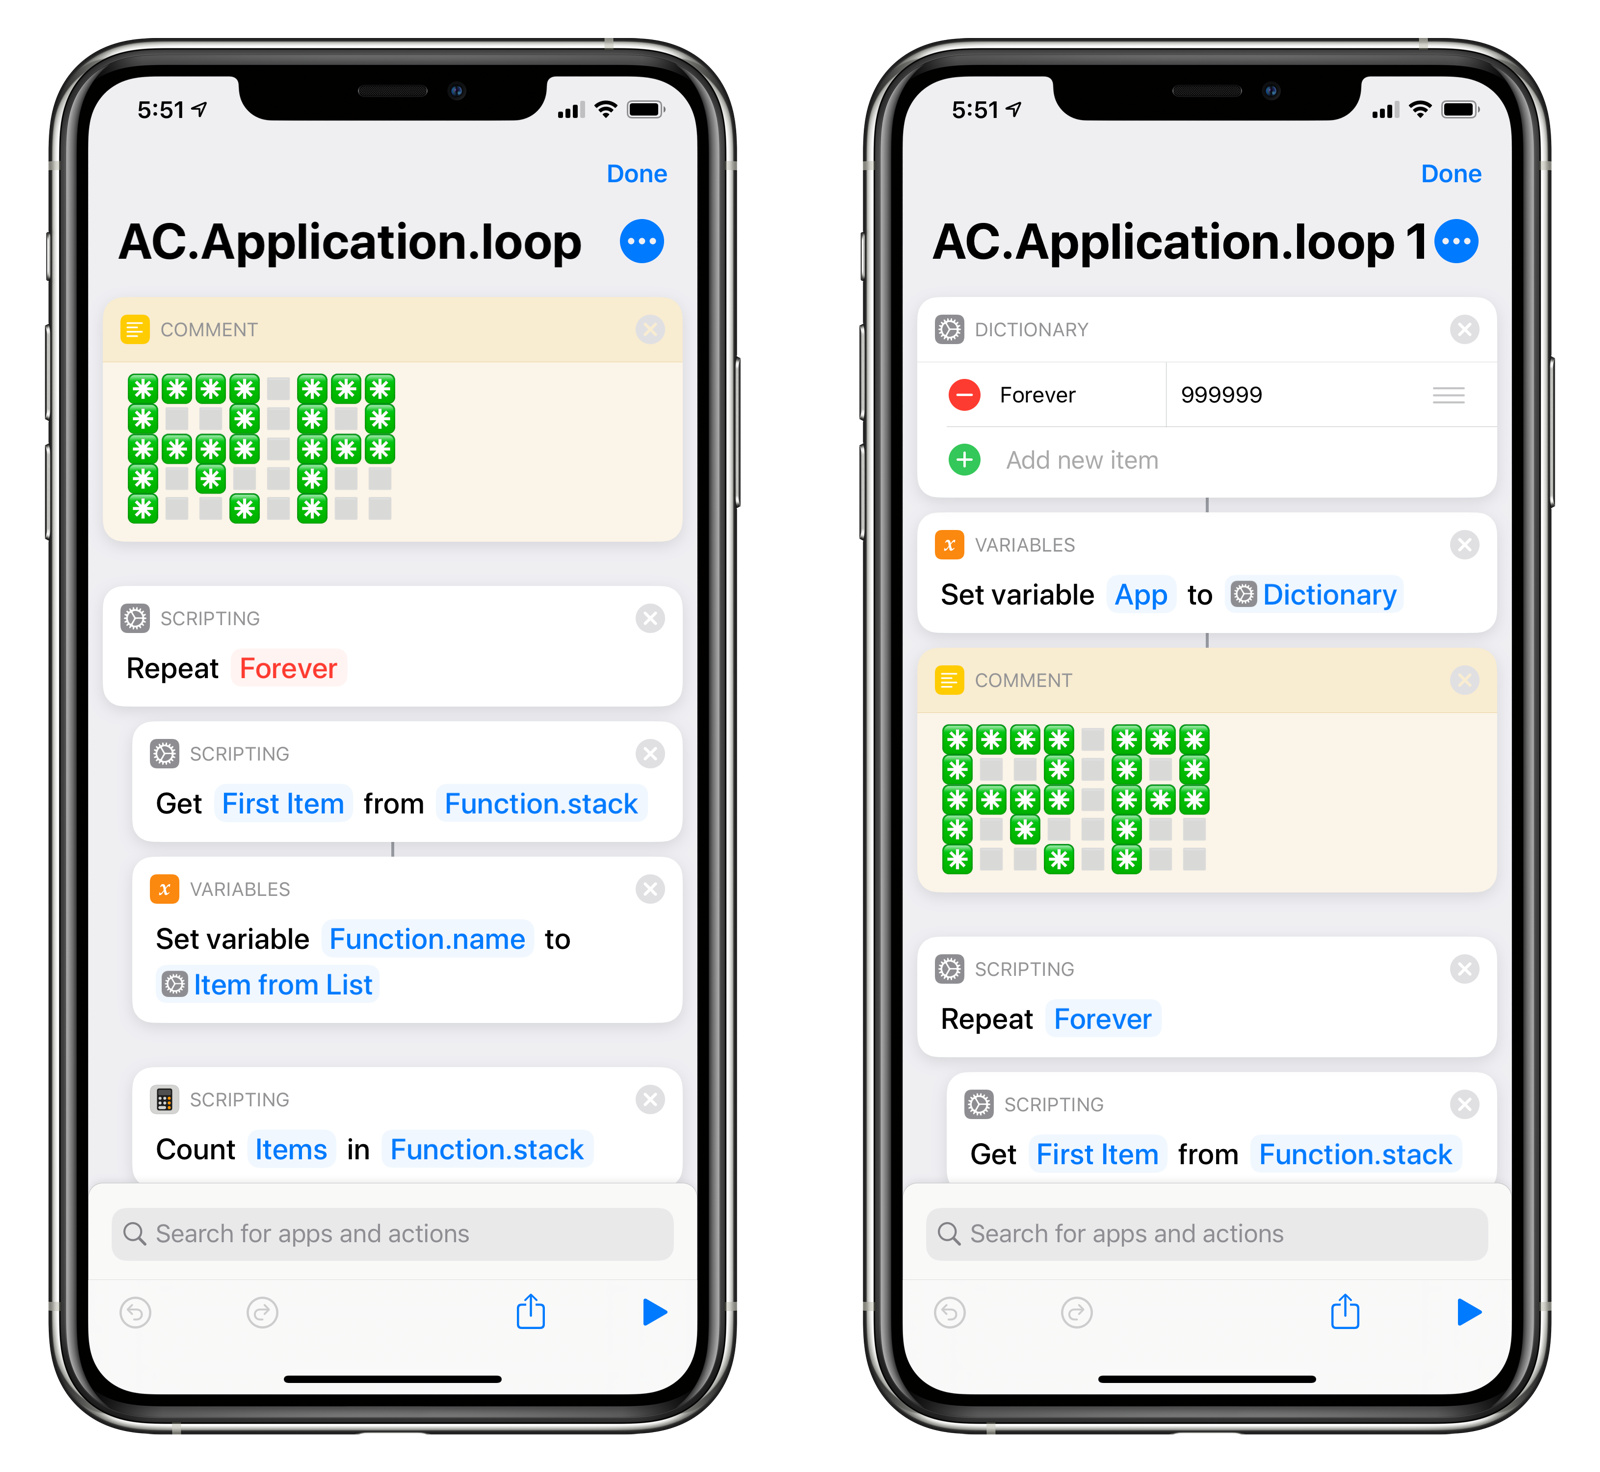 5:51
Done
AC.Application.loop
COMMENT
SCRIPTING
Repeat Forever
SCRIPTING
Get First Item from Function.stack
VARIABLES
Set variable Function.name to
Item from List
SCRIPTING
Count Items in Function.stack
Search for apps and actions
5:51
Done
AC.Application.loop 1
DICTIONARY
Forever 999999
Add new item
VARIABLES
Set variable App to Dictionary
COMMENT
SCRIPTING
Repeat Forever
SCRIPTING
Get First Item from Function.stack
Search for apps and actions